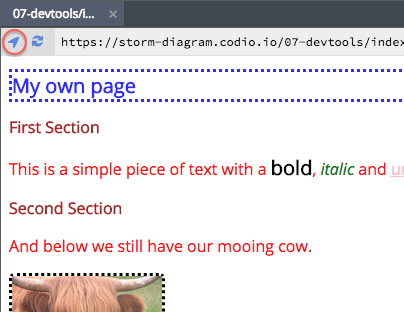 07-devtools/i...
https://storm-diagram.codio.io/07-devtools/index
My own page
First Section
This is a simple piece of text with a bold, italic and
Second Section
And below we still have our mooing cow.